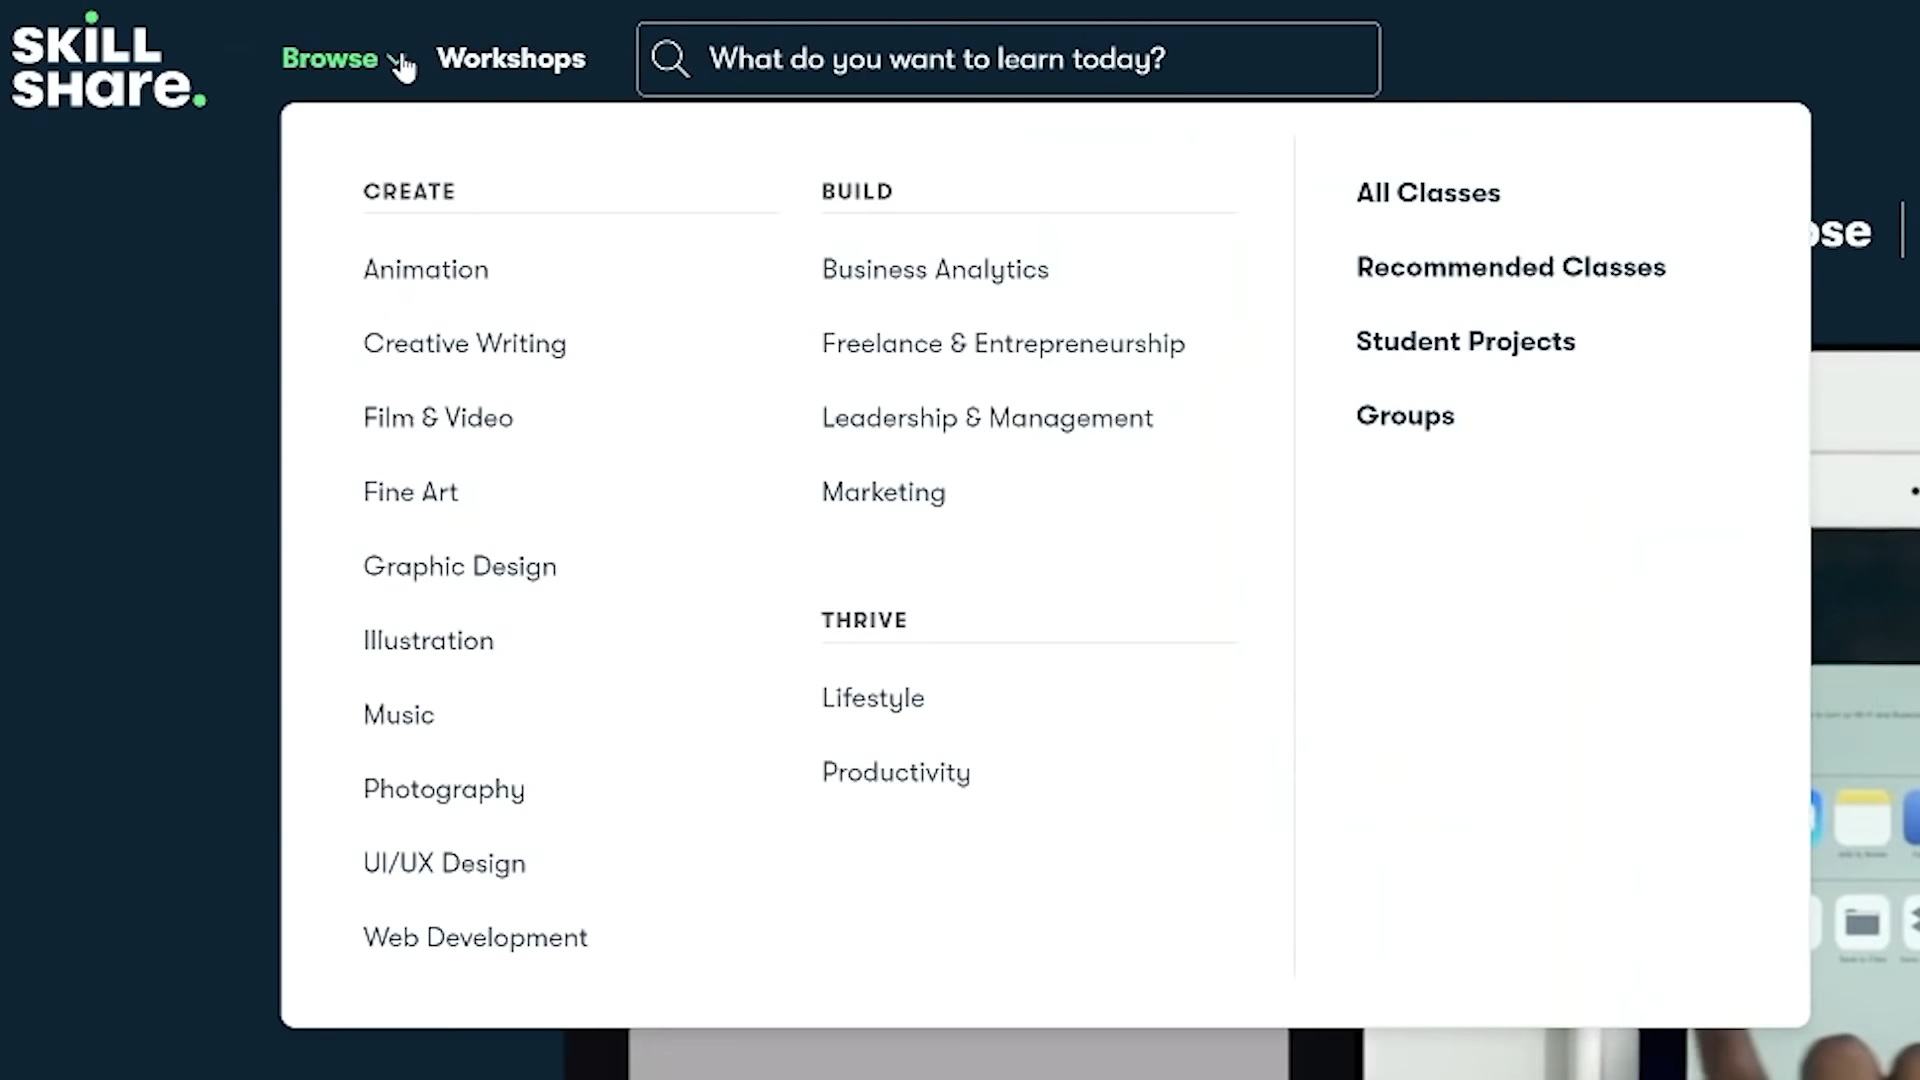 SKILL
SHare.
Browse
Workshops
What do you want to learn today?
CREATE
Animation
Creative Writing
Film & Video
Fine Art
Graphic Design
Illustration
Music
Photography
UI/UX Design
Web Development
BUILD
Business Analytics
Freelance & Entrepreneurship
Leadership & Management
Marketing
THRIVE
Lifestyle
Productivity
All Classes
Recommended Classes
Student Projects
Groups